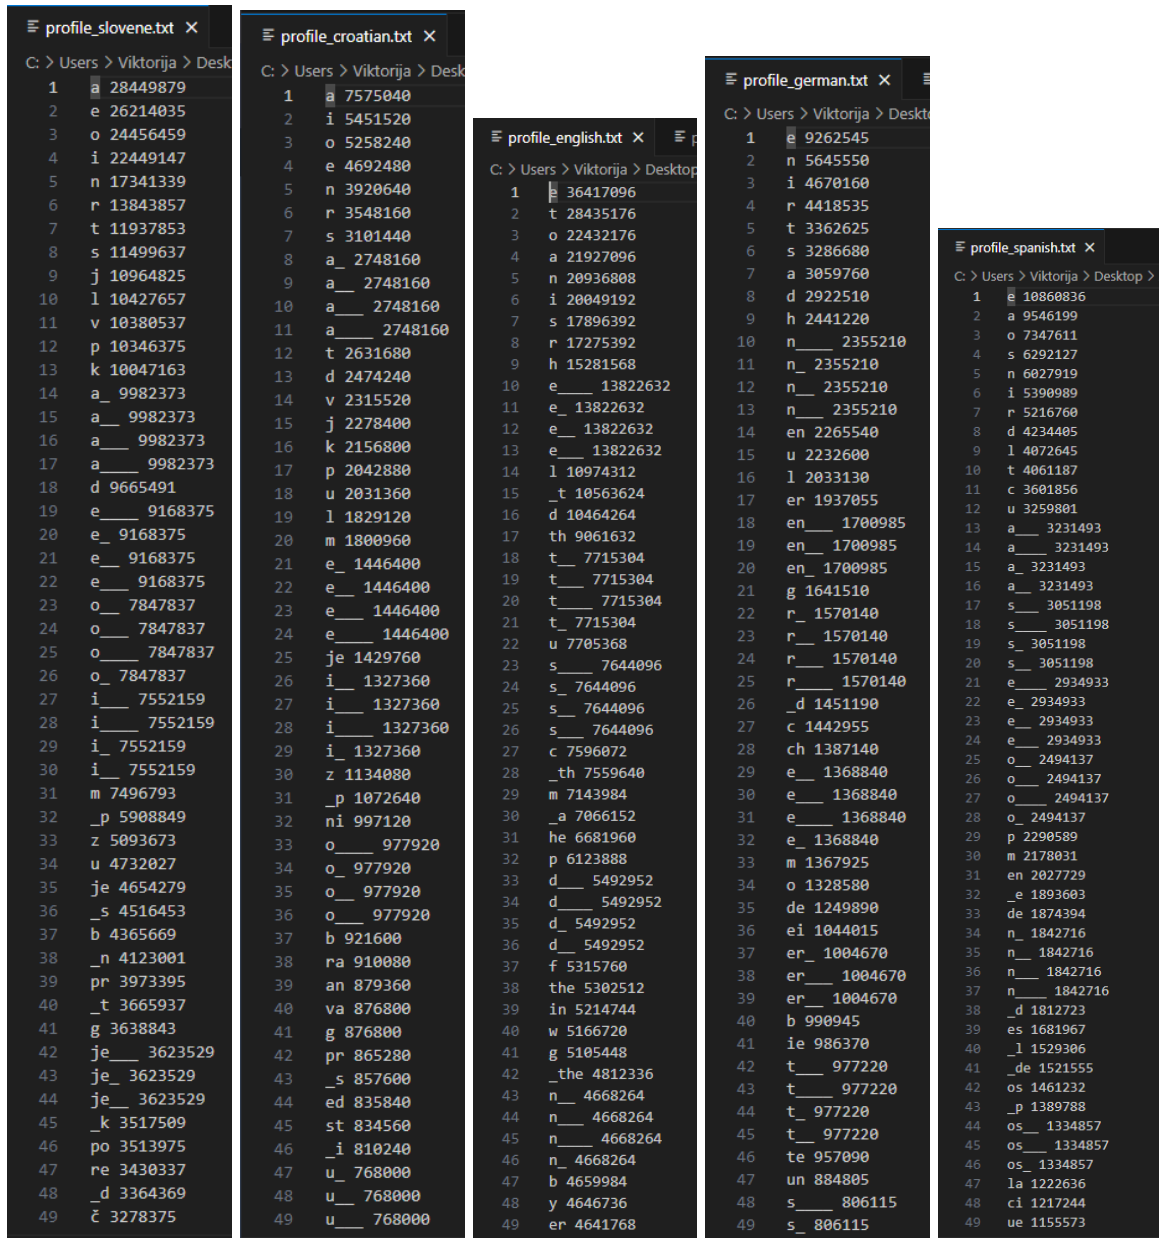 profile_slovene.txt ×
C: > Users > Viktorija > Desk
1 a 28449879
2 e 26214035
3 o 24456459
4 i 22449147
5 n 17341339
6 r 13843857
7 t 11937853
8 s 11499637
9 j 10964825
10 l 10427657
11 v 10380537
12 p 10346375
13 k 10047163
14 a_ 9982373
15 a__ 9982373
16 a___ 9982373
17 a____ 9982373
18 d 9665491
19 e____ 9168375
20 e_ 9168375
21 e__ 9168375
22 e___ 9168375
23 o__ 7847837
24 o___ 7847837
25 o____ 7847837
26 o_ 7847837
27 i___ 7552159
28 i____ 7552159
29 i_ 7552159
30 i__ 7552159
31 m 7496793
32 _p 5908849
33 z 5093673
34 u 4732027
35 je 4654279
36 _s 4516453
37 b 4365669
38 _n 4123001
39 pr 3973395
40 _t 3665937
41 g 3638843
42 je___ 3623529
43 je_ 3623529
44 je__ 3623529
45 _k 3517509
46 po 3513975
47 re 3430337
48 _d 3364369
49 č 3278375
profile_croatian.txt ×
C: > Users > Viktorija > Desk
1 a 7575040
2 i 5451520
3 o 5258240
4 e 4692480
5 n 3920640
6 r 3548160
7 s 3101440
8 a_ 2748160
9 a__ 2748160
10 a___ 2748160
11 a____ 2748160
12 t 2631680
13 d 2474240
14 v 2315520
15 j 2278400
16 k 2156800
17 p 2042880
18 u 2031360
19 l 1829120
20 m 1800960
21 e_ 1446400
22 e__ 1446400
23 e___ 1446400
24 e____ 1446400
25 je 1429760
26 i__ 1327360
27 i___ 1327360
28 i____ 1327360
29 i_ 1327360
30 z 1134080
31 _p 1072640
32 ni 997120
33 o____ 977920
34 o_ 977920
35 o__ 977920
36 o___ 977920
37 b 921600
38 ra 910080
39 an 879360
40 va 876800
41 g 876800
42 pr 865280
43 _s 857600
44 ed 835840
45 st 834560
46 _i 810240
47 u_ 768000
48 u__ 768000
49 u___ 768000
profile_english.txt ×
C: > Users > Viktorija > Desktop
1 e 36417096
2 t 28435176
3 o 22432176
4 a 21927096
5 n 20936808
6 i 20049192
7 s 17896392
8 r 17275392
9 h 15281568
10 e____ 13822632
11 e_ 13822632
12 e__ 13822632
13 e___ 13822632
14 l 10974312
15 _t 10563624
16 d 10464264
17 th 9061632
18 t__ 7715304
19 t___ 7715304
20 t____ 7715304
21 t_ 7715304
22 u 7705368
23 s____ 7644096
24 s_ 7644096
25 s__ 7644096
26 s___ 7644096
27 c 7596072
28 _th 7559640
29 m 7143984
30 _a 7066152
31 he 6681960
32 p 6123888
33 d___ 5492952
34 d____ 5492952
35 d_ 5492952
36 d__ 5492952
37 f 5315760
38 the 5302512
39 in 5214744
40 w 5166720
41 g 5105448
42 _the 4812336
43 n__ 4668264
44 n___ 4668264
45 n____ 4668264
46 n_ 4668264
47 b 4659984
48 y 4646736
49 er 4641768
profile_german.txt ×
C: > Users > Viktorija > Deskto
1 e 9262545
2 n 5645550
3 i 4670160
4 r 4418535
5 t 3362625
6 s 3286680
7 a 3059760
8 d 2922510
9 h 2441220
10 n____ 2355210
11 n_ 2355210
12 n__ 2355210
13 n___ 2355210
14 en 2265540
15 u 2232600
16 l 2033130
17 er 1937055
18 en___ 1700985
19 en__ 1700985
20 en_ 1700985
21 g 1641510
22 r_ 1570140
23 r__ 1570140
24 r___ 1570140
25 r____ 1570140
26 _d 1451190
27 c 1442955
28 ch 1387140
29 e__ 1368840
30 e___ 1368840
31 e____ 1368840
32 e_ 1368840
33 m 1367925
34 o 1328580
35 de 1249890
36 ei 1044015
37 er_ 1004670
38 er___ 1004670
39 er__ 1004670
40 b 990945
41 ie 986370
42 t___ 977220
43 t____ 977220
44 t_ 977220
45 t__ 977220
46 te 957090
47 un 884805
48 s____ 806115
49 s_ 806115
profile_spanish.txt ×
C: > Users > Viktorija > Desktop >
1 e 10860836
2 a 9546199
3 o 7347611
4 s 6292127
5 n 6027919
6 i 5390989
7 r 5216760
8 d 4234405
9 l 4072645
10 t 4061187
11 c 3601856
12 u 3259801
13 a___ 3231493
14 a____ 3231493
15 a_ 3231493
16 a__ 3231493
17 s___ 3051198
18 s____ 3051198
19 s_ 3051198
20 s__ 3051198
21 e____ 2934933
22 e_ 2934933
23 e__ 2934933
24 e___ 2934933
25 o__ 2494137
26 o___ 2494137
27 o____ 2494137
28 o_ 2494137
29 p 2290589
30 m 2178031
31 en 2027729
32 _e 1893603
33 de 1874394
34 n_ 1842716
35 n__ 1842716
36 n___ 1842716
37 n____ 1842716
38 _d 1812723
39 es 1681967
40 _l 1529306
41 _de 1521555
42 os 1461232
43 _p 1389788
44 os__ 1334857
45 os___ 1334857
46 os_ 1334857
47 la 1222636
48 ci 1217244
49 ue 1155573